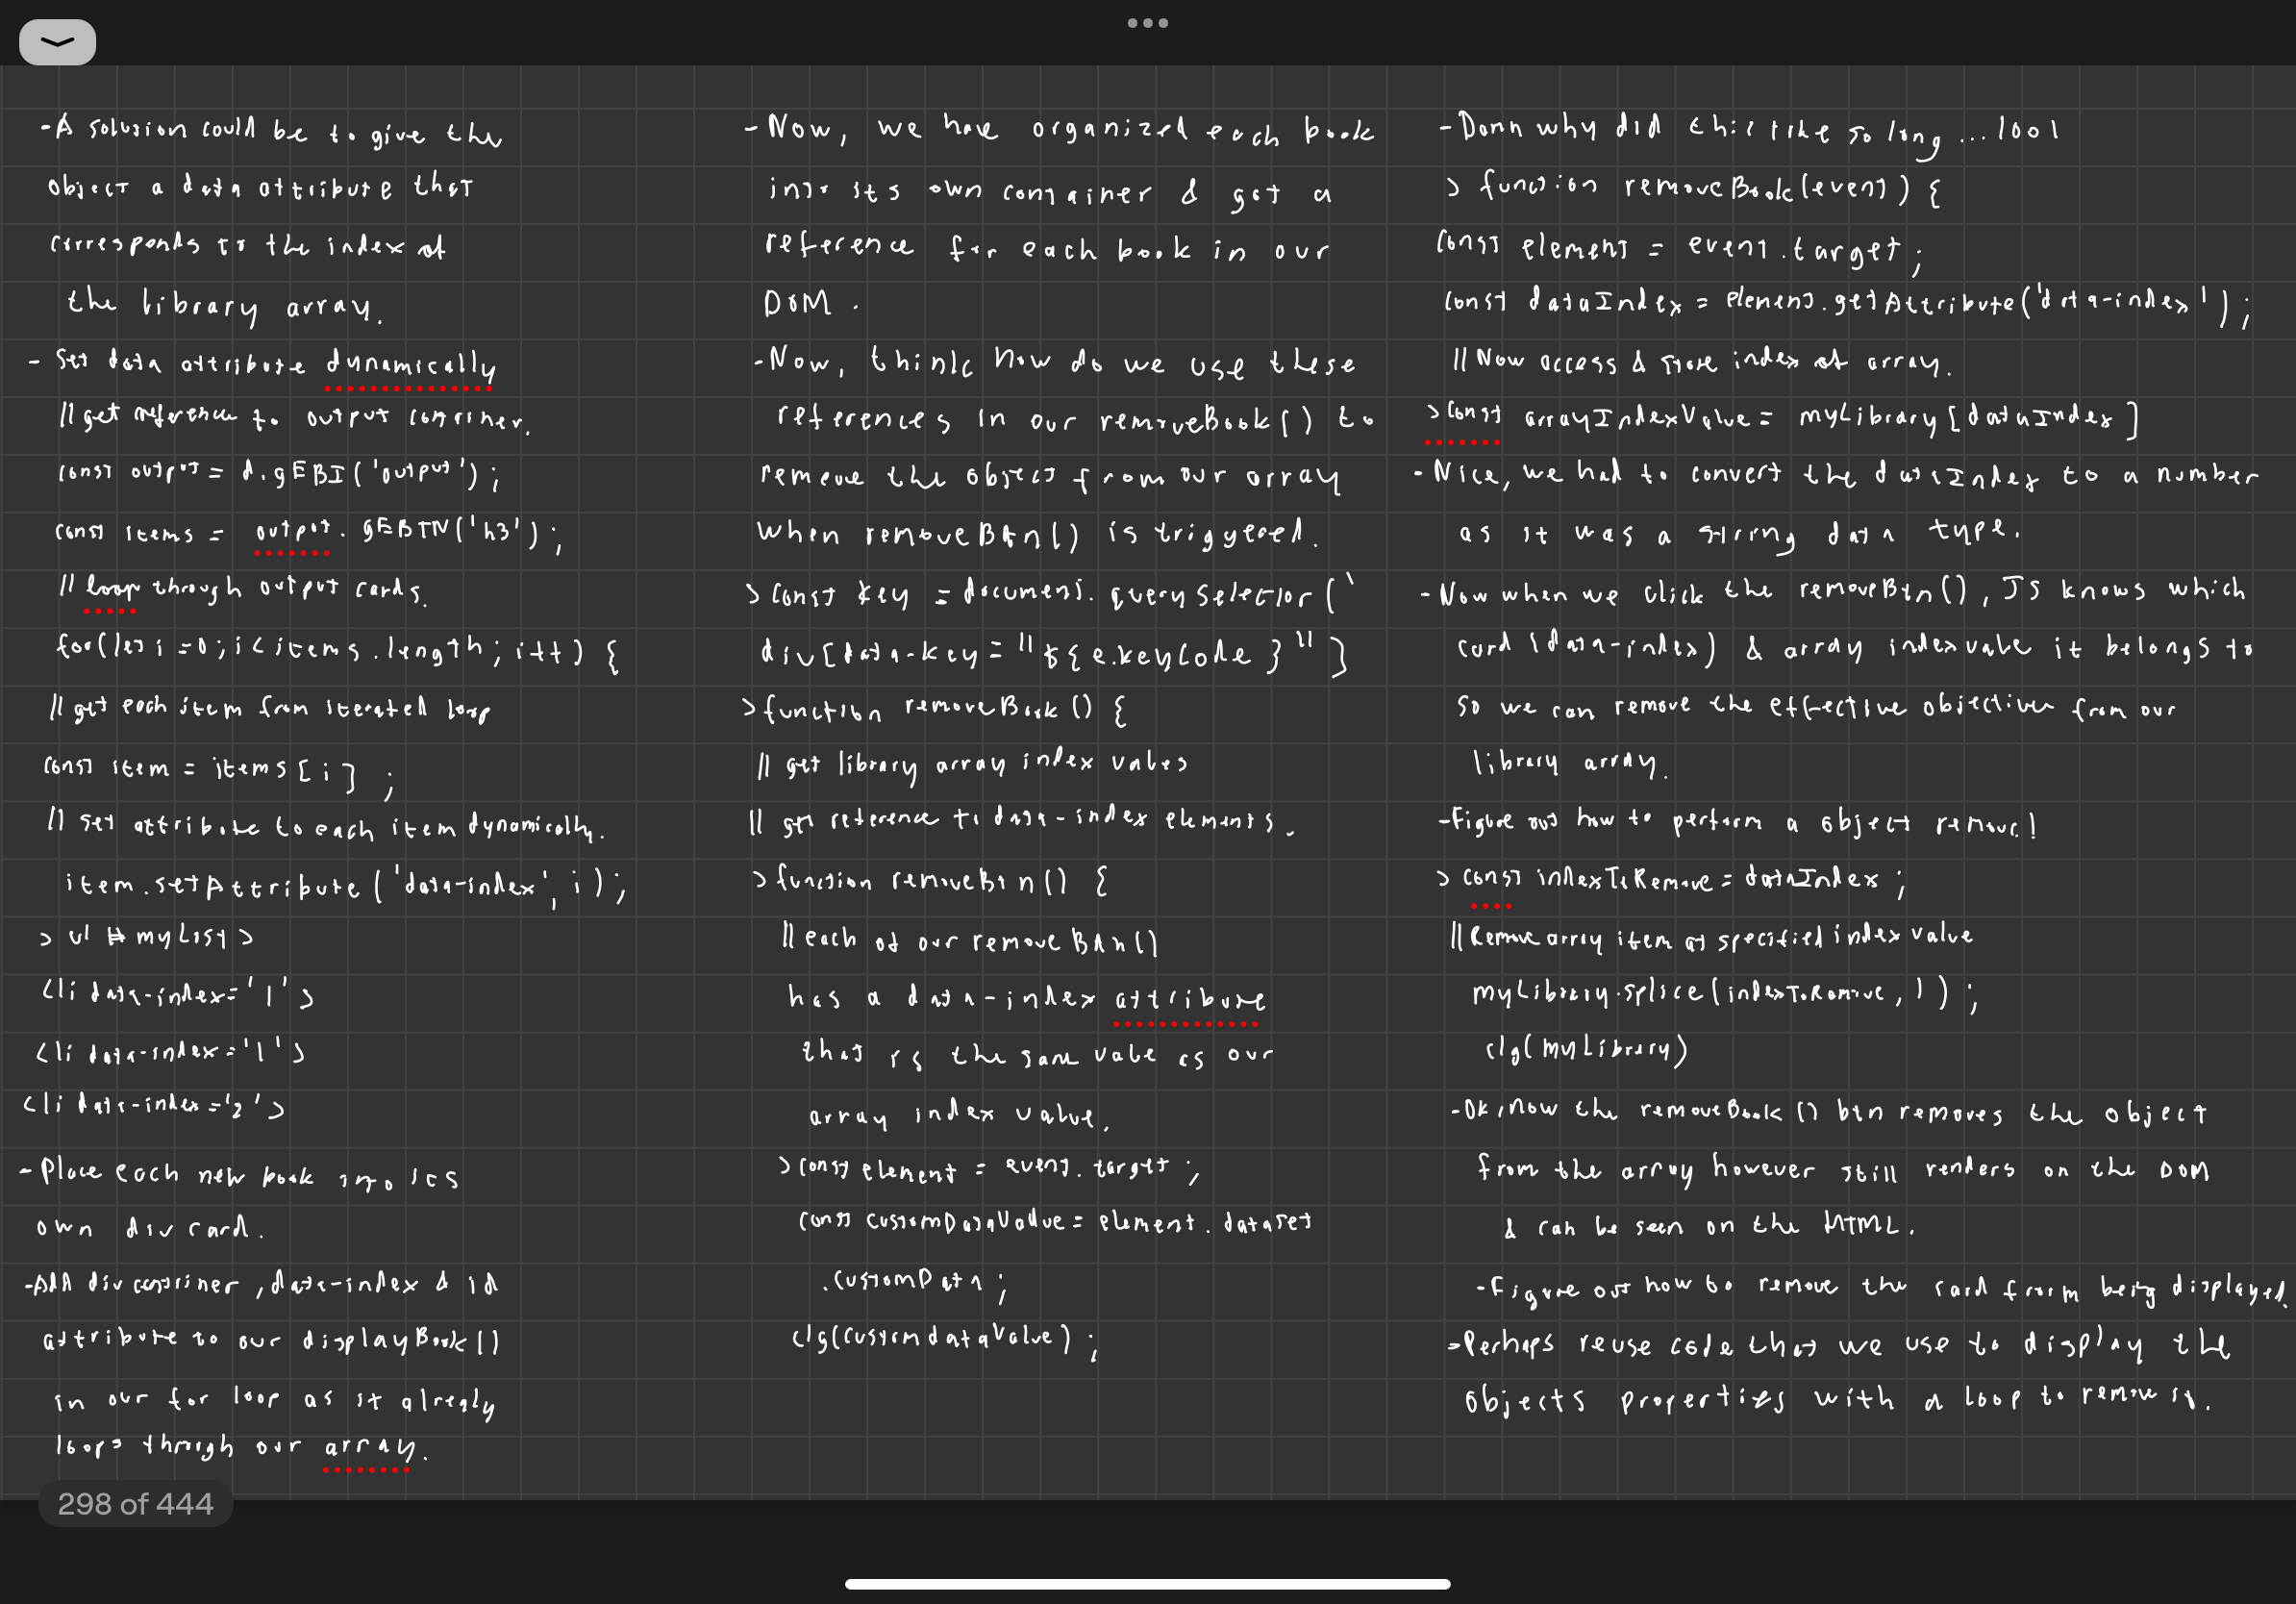 -A solution could be to give the
object a data attribute that
corresponds to the index of
the library array.
- Set data attribute dynamically
// get reference to output container.
const output = d.gEBI('output');
const items = output.gEBTN('h3');
// loop through output cards.
for(let i =0; i< items.length; i++) {
// get each item from iterated loop
const item = items[i] ;
// set attribute to each item dynamically.
item.setAttribute('data-index', i);
> ul #myList>
<li data-index='1'>
<li data-index='1'>
<li data-index='2'>
-Place each new book into its
own div card.
-Add div container, data-index & id
attribute to our displayBook()
in our for loop as it already
loops through our array.
- Now, we have organized each book
into its own container & got a
reference for each book in our
DOM.
-Now, think how do we use these
references in our removeBook() to
remove the object from our array
when removeBtn() is triggered.
> const key = document.querySelector(`
div[data-key="${e.keyCode}"]
> function removeBook() {
// get library array index values
// get reference to data-index elements.
> function removeBtn() {
// each of our removeBtn()
has a data-index attribute
that is the same value as our
array index value.
> const element = event.target;
const customDataValue = element.dataset
.customData;
clg(customdataValue);
-Damn why did this take so long ... lool
> function removeBook(event) {
const element = event.target;
const dataIndex = element.getAttribute('data-index');
// Now access & store index of array.
> const arrayIndexValue = myLibrary[dataIndex]
- Nice, we had to convert the dataIndex to a number
as it was a string data type.
- Now when we click the removeBtn(), JS knows which
card (data-index) & array index value it belongs to
so we can remove the effective objective from our
library array.
-Figure out how to perform a object remove!
> const indexToRemove = dataIndex;
// Remove array item at specified index value
myLibrary.splice(indexToRemove, 1);
clg(myLibrary)
-Ok, now the removeBook() btn removes the object
from the array however still renders on the DOM
& can be seen on the HTML.
-Figure out how to remove the card from being displayed.
-Perhaps reuse code that we use to display the
objects properties with a loop to remove it.
298 of 444